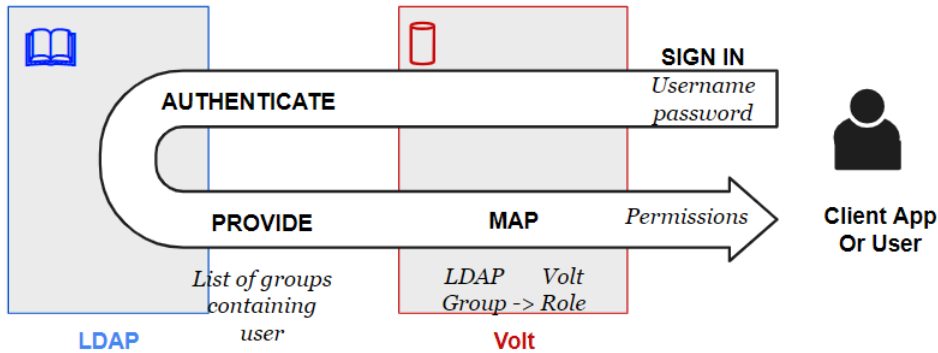 SIGN IN
Username
password
AUTHENTICATE
PROVIDE
MAP
Permissions
Client App
Or User
List of groups
containing
user
LDAP Volt
Group -> Role
LDAP
Volt